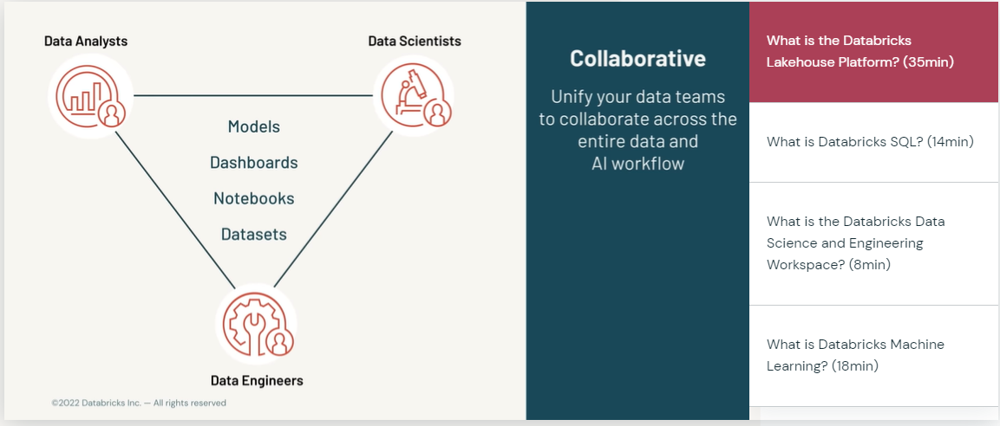 Data Analysts
Data Scientists
Models
Dashboards
Notebooks
Datasets
Data Engineers
©2022 Databricks Inc. — All rights reserved
Collaborative
Unify your data teams
to collaborate across the
entire data and
AI workflow
What is the Databricks
Lakehouse Platform? (35min)
What is Databricks SQL? (14min)
What is the Databricks Data
Science and Engineering
Workspace? (8min)
What is Databricks Machine
Learning? (18min)